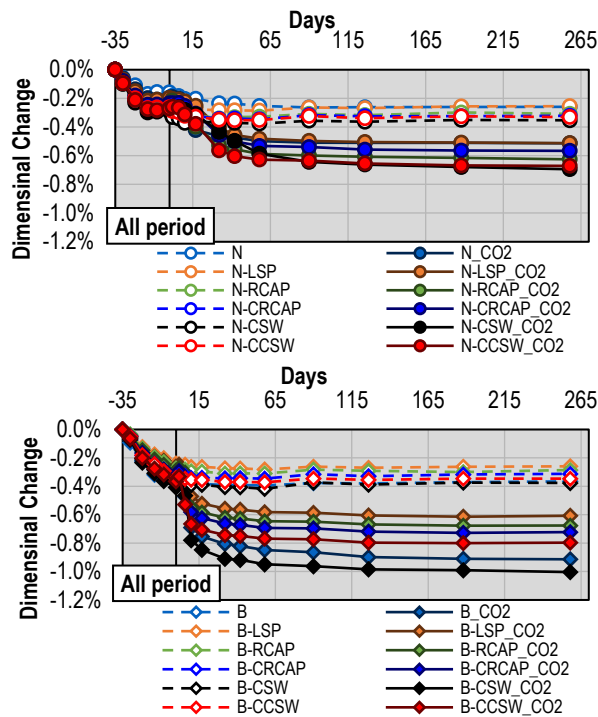 Days
-35 15 65 115 165 215 265
0.0%
-0.2%
-0.4%
-0.6%
-0.8%
-1.0%
-1.2%
Dimensinal Change
All period
N N_CO2
N-LSP N-LSP_CO2
N-RCAP N-RCAP_CO2
N-CRCAP N-CRCAP_CO2
N-CSW N-CSW_CO2
N-CCSW N-CCSW_CO2
Days
-35 15 65 115 165 215 265
0.0%
-0.2%
-0.4%
-0.6%
-0.8%
-1.0%
-1.2%
Dimensinal Change
All period
B B_CO2
B-LSP B-LSP_CO2
B-RCAP B-RCAP_CO2
B-CRCAP B-CRCAP_CO2
B-CSW B-CSW_CO2
B-CCSW B-CCSW_CO2